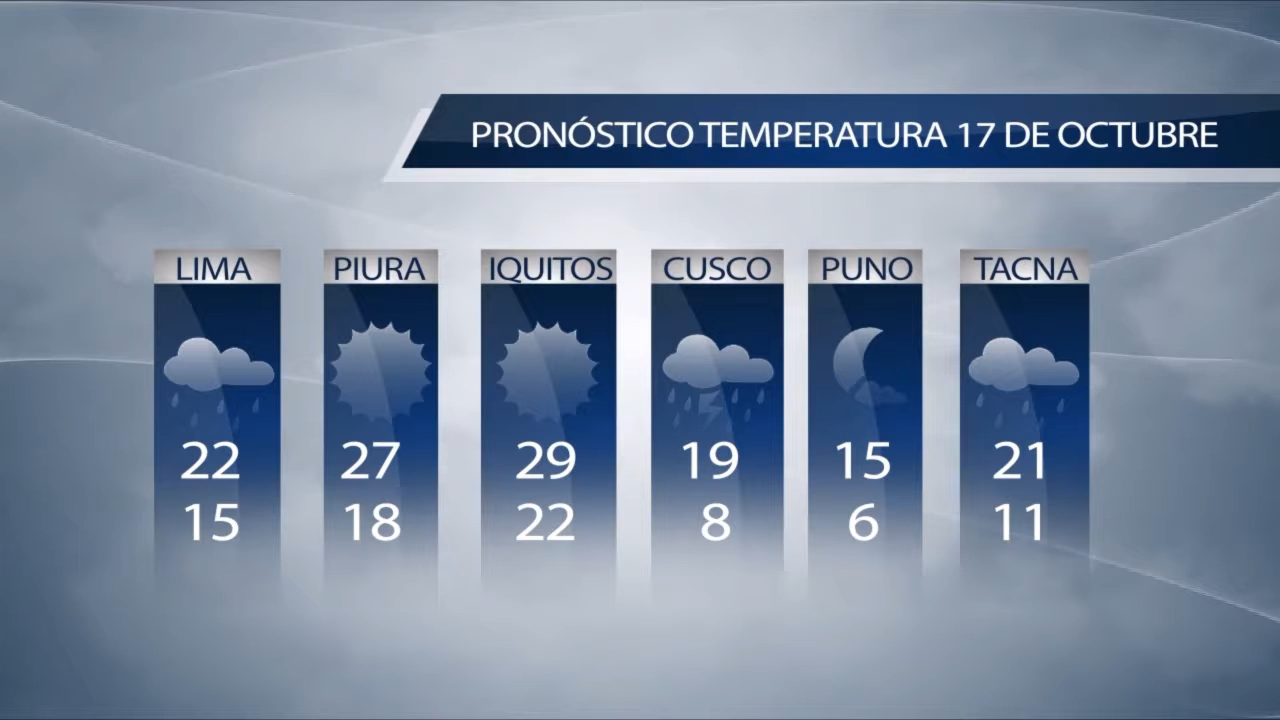 PRONÓSTICO TEMPERATURA 17 DE OCTUBRE
LIMA PIURA IQUITOS CUSCO PUNO TACNA
22 27 29 19 15 21
15 18 22 8 6 11